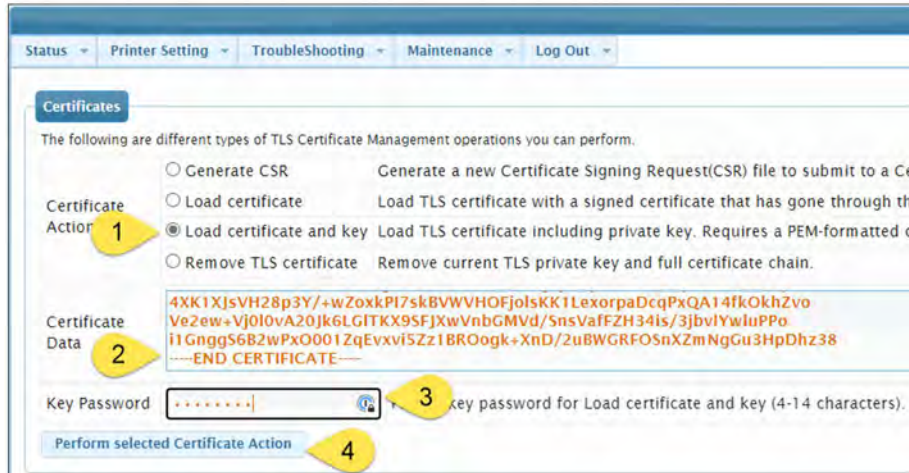 Status Printer Setting TroubleShooting Maintenance Log Out
Certificates
The following are different types of TLS Certificate Management operations you can perform.
Certificate Action
Generate CSR Generate a new Certificate Signing Request(CSR) file to submit to a Ce
Load certificate Load TLS certificate with a signed certificate that has gone through th
1
Load certificate and key Load TLS certificate including private key. Requires a PEM-formatted c
Remove TLS certificate Remove current TLS private key and full certificate chain.
Certificate Data
4XK1XJsVH28p3Y/+wZoxkPI7skBVWVHOFjolsKK1LexorpaDcqPxQA14fkOkhZvo
Ve2ew+Vj0l0vA20Jk6LGlTKX9SFJXwVnbGMVd/SnsVafFZH34is/3jbvlYwluPPo
i1GnggS6B2wPxO001ZqEvxvi5Zz1BROogk+XnD/2uBWGRFOSnXZmNgGu3HpDhz38
-----END CERTIFICATE-----
2
Key Password ········
3
key password for Load certificate and key (4-14 characters).
Perform selected Certificate Action
4